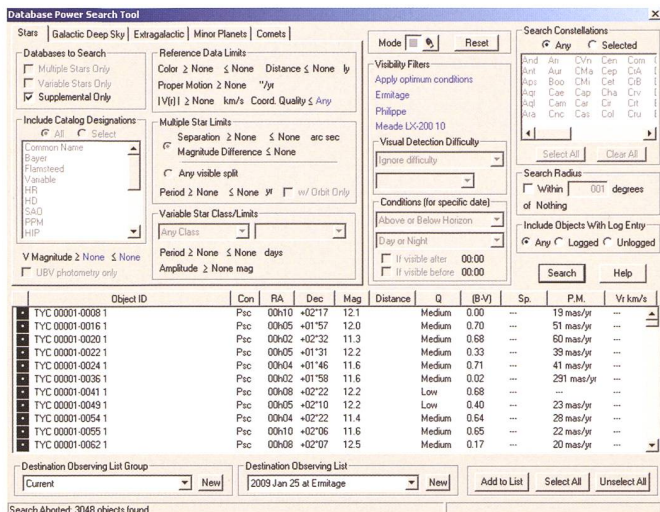 Database Power Search Tool
Stars Galactic Deep Sky Extragalactic Minor Planets Comets
Databases to Search
Multiple Stars Only
Variable Stars Only
Supplemental Only
Include Catalog Designations
All Select
Common Name
Bayer
Flamsteed
Variable
HR
HD
SAO
PPM
HIP
V Magnitude ≥ None ≤ None
UBV photometry only
Reference Data Limits
Color ≥ None ≤ None Distance ≤ None ly
Proper Motion ≥ None "/yr
|V(r)| ≥ None km/s Coord. Quality ≤ Any
Multiple Star Limits
Separation ≥ None ≤ None arc sec
Magnitude Difference ≤ None
Any visible split
Period ≥ None ≤ None yr w/ Orbit Only
Variable Star Class/Limits
Any Class
Period ≥ None ≤ None days
Amplitude ≥ None mag
Mode Reset
Visibility Filters
Apply optimum conditions
Ermitage
Philippe
Meade LX-200 10
Visual Detection Difficulty
Ignore difficulty
Conditions (for specific date)
Above or Below Horizon
Day or Night
If visible after 00:00
If visible before 00:00
Search Constellations
Any Selected
And Ari CVn Cen Com
Ant Aur CMa Cep CrA
Aps Boo CMi Cet CrB
Aqr Cae Cap Cha Crv
Aql Cam Car Cir Crt
Ara Cnc Cas Col Cru
Select All Clear All
Search Radius
Within 001 degrees
of Nothing
Include Objects With Log Entry
Any Logged Unlogged
Search Help
Object ID Con RA Dec Mag Distance Q (B-V) Sp. P.M. Vr km/s
TYC 00001-0008 1 Psc 00h10 +02°17 12.1 Medium 0.00 --- 19 mas/yr ---
TYC 00001-0016 1 Psc 00h05 +01°57 12.0 Medium 0.70 --- 51 mas/yr ---
TYC 00001-0020 1 Psc 00h02 +02°32 11.3 Medium 0.68 --- 60 mas/yr ---
TYC 00001-0022 1 Psc 00h05 +01°31 12.2 Medium 0.33 --- 39 mas/yr ---
TYC 00001-0024 1 Psc 00h04 +01°46 11.6 Medium 0.71 --- 41 mas/yr ---
TYC 00001-0036 1 Psc 00h02 +01°58 11.6 Medium 0.02 --- 291 mas/yr ---
TYC 00001-0041 1 Psc 00h08 +02°22 12.2 Low 0.68 --- --- ---
TYC 00001-0049 1 Psc 00h05 +02°10 12.2 Low 0.40 --- 23 mas/yr ---
TYC 00001-0054 1 Psc 00h04 +02°22 11.4 Medium 0.64 --- 28 mas/yr ---
TYC 00001-0055 1 Psc 00h10 +02°06 11.6 Medium 0.65 --- 22 mas/yr ---
TYC 00001-0062 1 Psc 00h08 +02°07 12.5 Medium 0.17 --- 20 mas/yr ---
Destination Observing List Group
Current New
Destination Observing List
2009 Jan 25 at Ermitage New
Add to List Select All Unselect All
Search Aborted: 3048 objects found